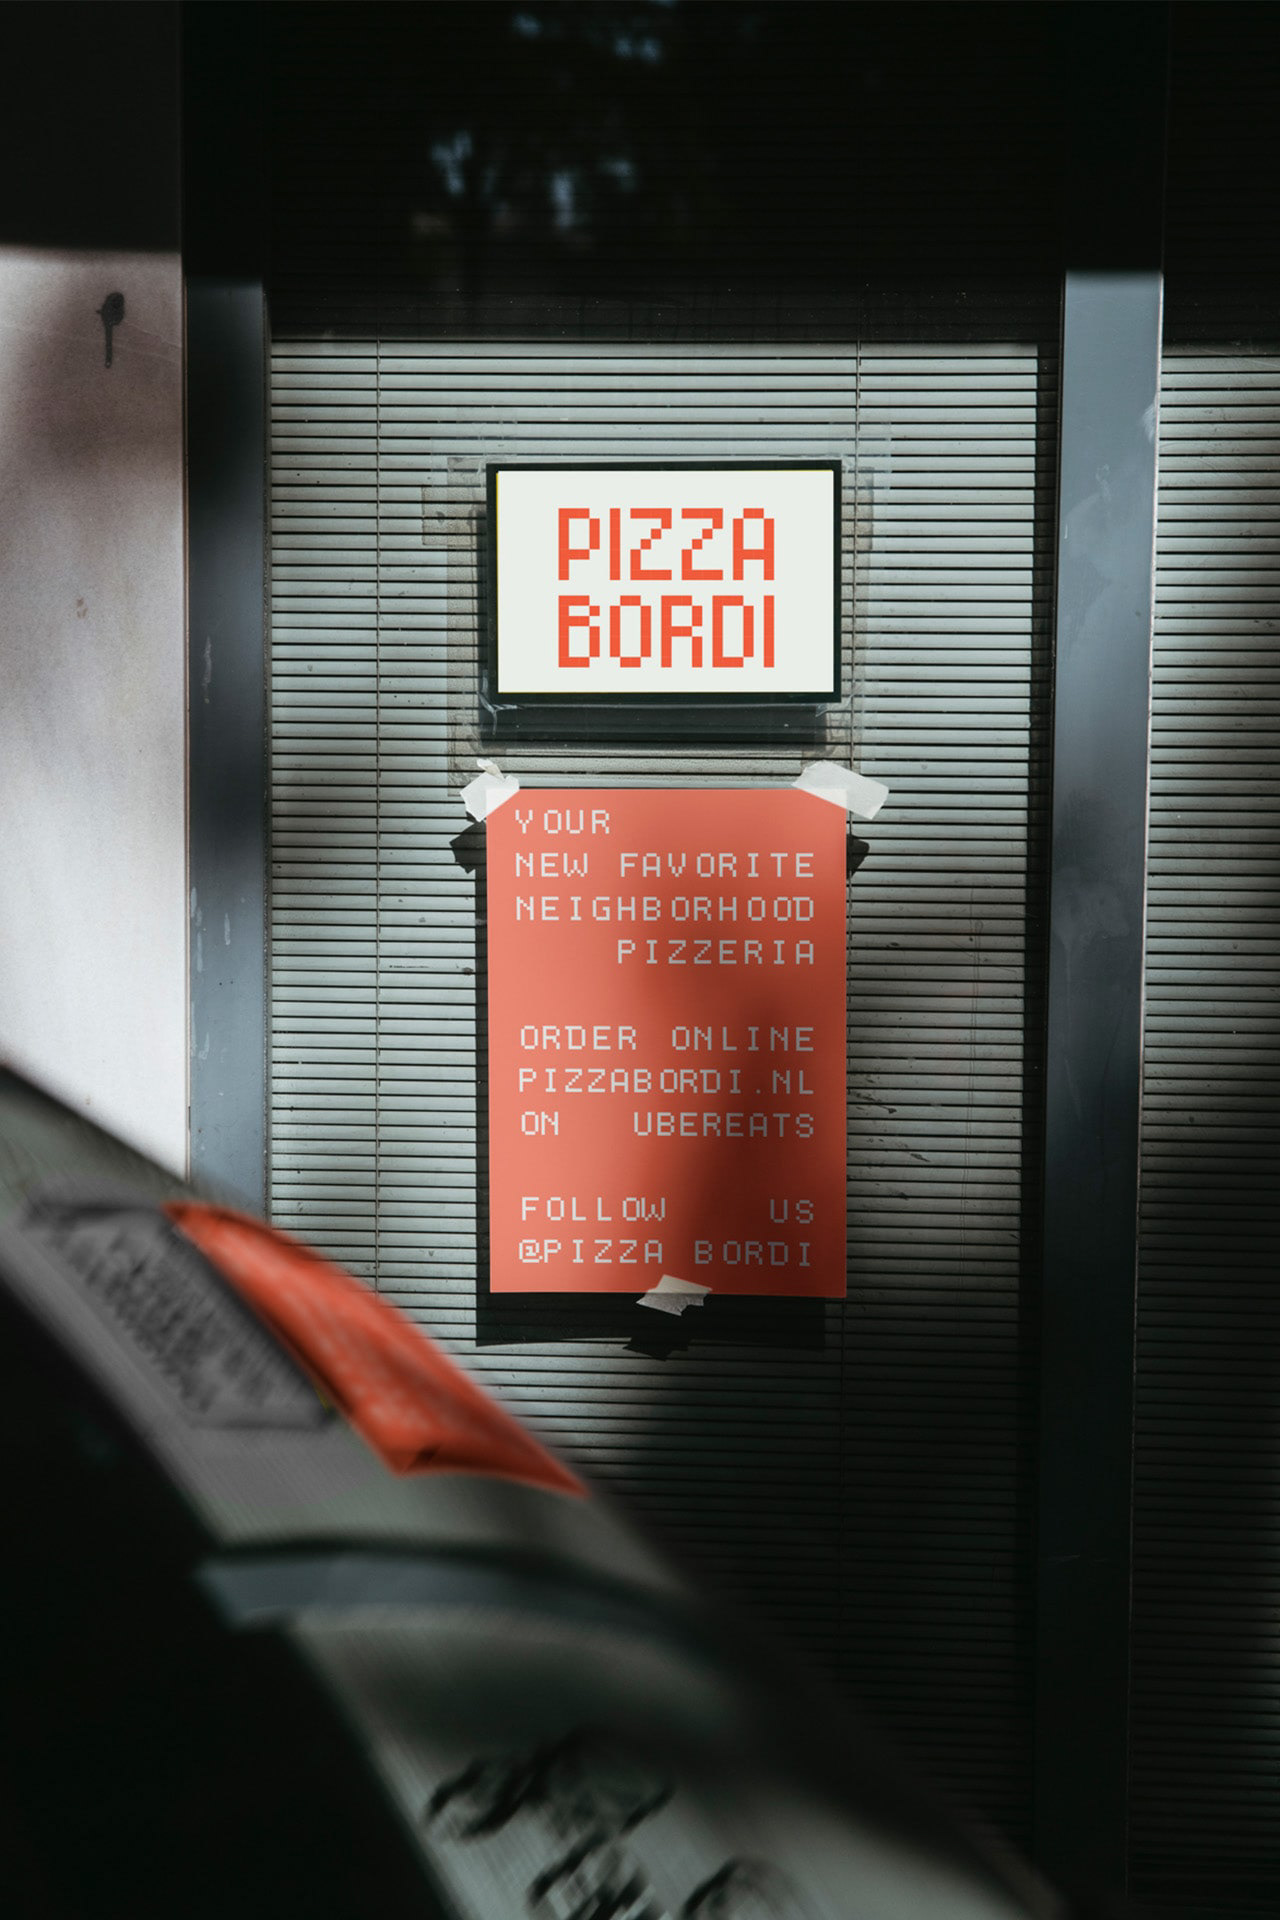 PIZZA
BORDI
YOUR
NEW FAVORITE
NEIGHBORHOOD
PIZZERIA
ORDER ONLINE
PIZZABORDI.NL
ON UBEREATS
FOLLOW US
@PIZZA BORDI